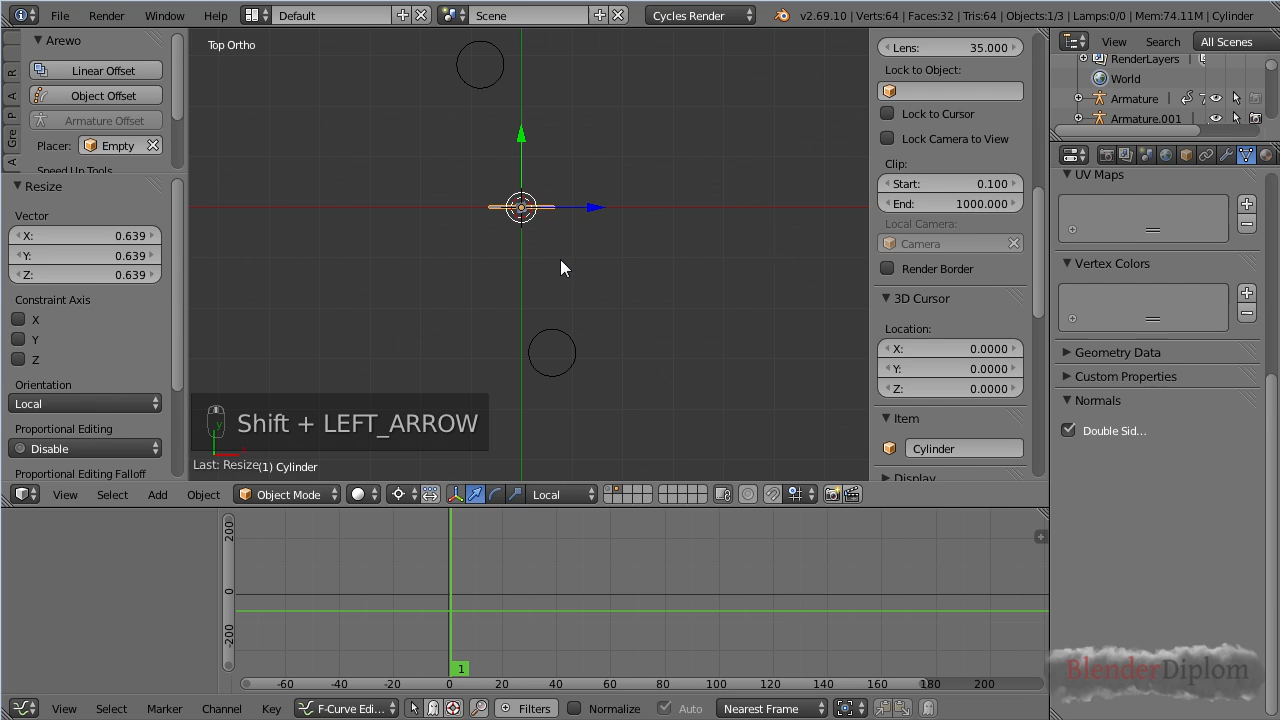 File Render Window Help Default Scene Cycles Render v2.69.10 | Verts:64 | Faces:32 | Tris:64 | Objects:1/3 | Lamps:0/0 | Mem:74.11M | Cylinder
Arewo
Linear Offset
Object Offset
Armature Offset
Placer: Empty
Speed Up Tools
R
A
P
Gre
A
Resize
Vector
X: 0.639
Y: 0.639
Z: 0.639
Constraint Axis
X
Y
Z
Orientation
Local
Proportional Editing
Disable
Proportional Editing Falloff
Top Ortho
Shift + LEFT_ARROW
y
Last: Resize
(1) Cylinder
Lens: 35.000
Lock to Object:
Lock to Cursor
Lock Camera to View
Clip:
Start: 0.100
End: 1000.000
Local Camera:
Camera
Render Border
3D Cursor
Location:
X: 0.0000
Y: 0.0000
Z: 0.0000
Item
Cylinder
Display
View Search All Scenes
RenderLayers
World
Armature
Armature.001
UV Maps
Vertex Colors
Geometry Data
Custom Properties
Normals
Double Sid...
View Select Add Object Object Mode Local
200
0
-200
1
-60 -40 -20 0 20 40 60 80 100 120 140 160 180 200
View Select Marker Channel Key F-Curve Edi... Filters Normalize Auto Nearest Frame
BlenderDiplom